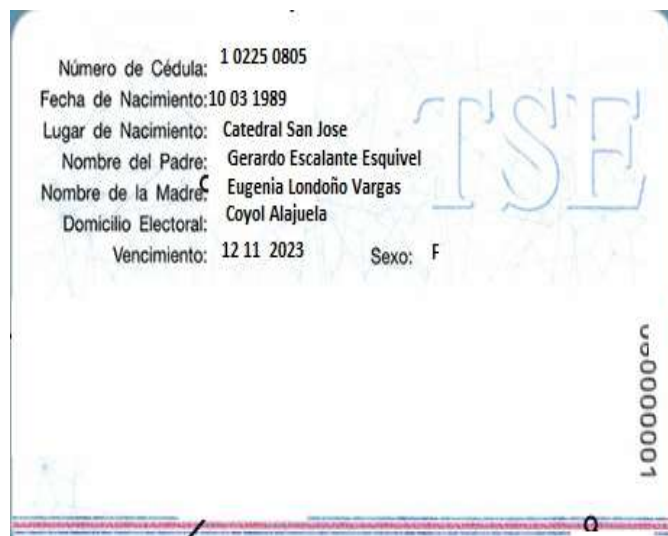 Número de Cédula: 1 0225 0805
Fecha de Nacimiento: 10 03 1989
Lugar de Nacimiento: Catedral San Jose
Nombre del Padre: Gerardo Escalante Esquivel
Nombre de la Madre: Eugenia Londoño Vargas
Domicilio Electoral: Coyol Alajuela
Vencimiento: 12 11 2023 Sexo: F
TSE